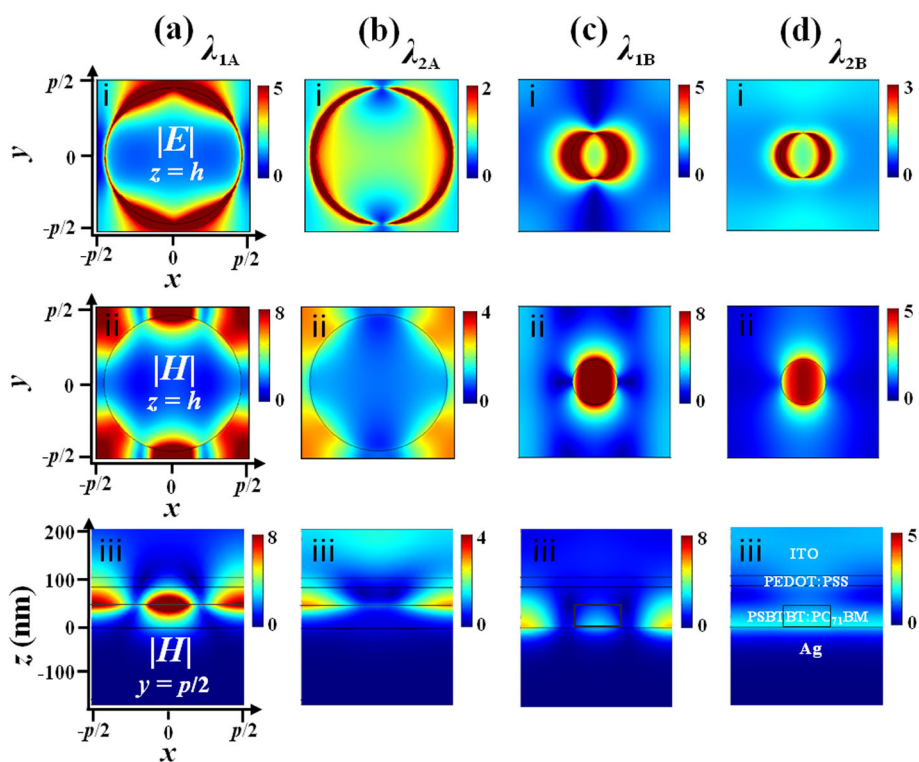 (a) λ1A (b) λ2A (c) λ1B (d) λ2B
p/2 i 5 i 2 i 5 i 3
y 0 |E|
z = h
-p/2 0 0 0 0
-p/2 0 p/2
x
p/2 ii 8 ii 4 ii 8 ii 5
y 0 |H|
z = h
-p/2 0 0 0 0
-p/2 0 p/2
x
200 iii 8 iii 4 iii 8 iii 5
ITO
100 PEDOT:PSS
z (nm) 0 0 0 0 PSBTBT:PC71BM 0
|H| Ag
-100 y = p/2
-p/2 0 p/2
x